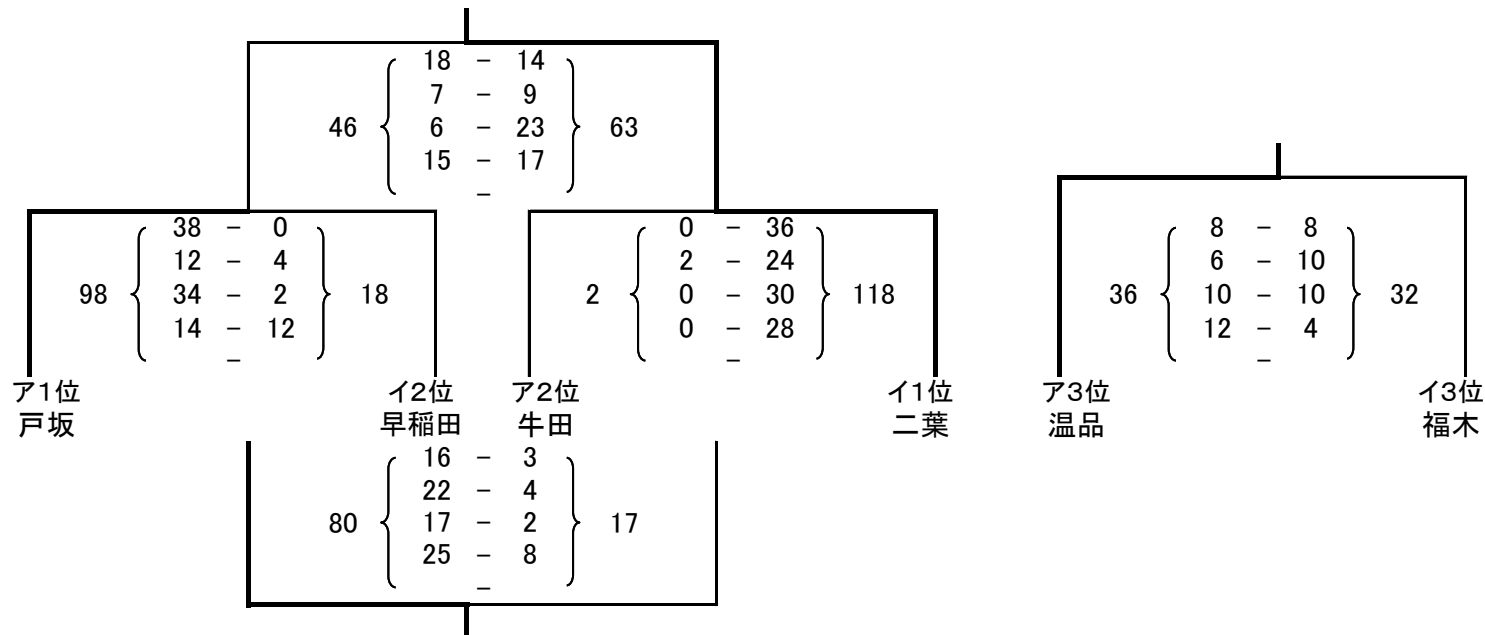 18 － 14
7 － 9
46 6 － 23 63
15 － 17
－
38 － 0
12 － 4
98 34 － 2 18
14 － 12
－
0 － 36
2 － 24
2 0 － 30 118
0 － 28
－
8 － 8
6 － 10
36 10 － 10 32
12 － 4
－
ア1位 イ2位 ア2位 イ1位 ア3位 イ3位
戸坂 早稲田 牛田 二葉 温品 福木
16 － 3
22 － 4
80 17 － 2 17
25 － 8
－